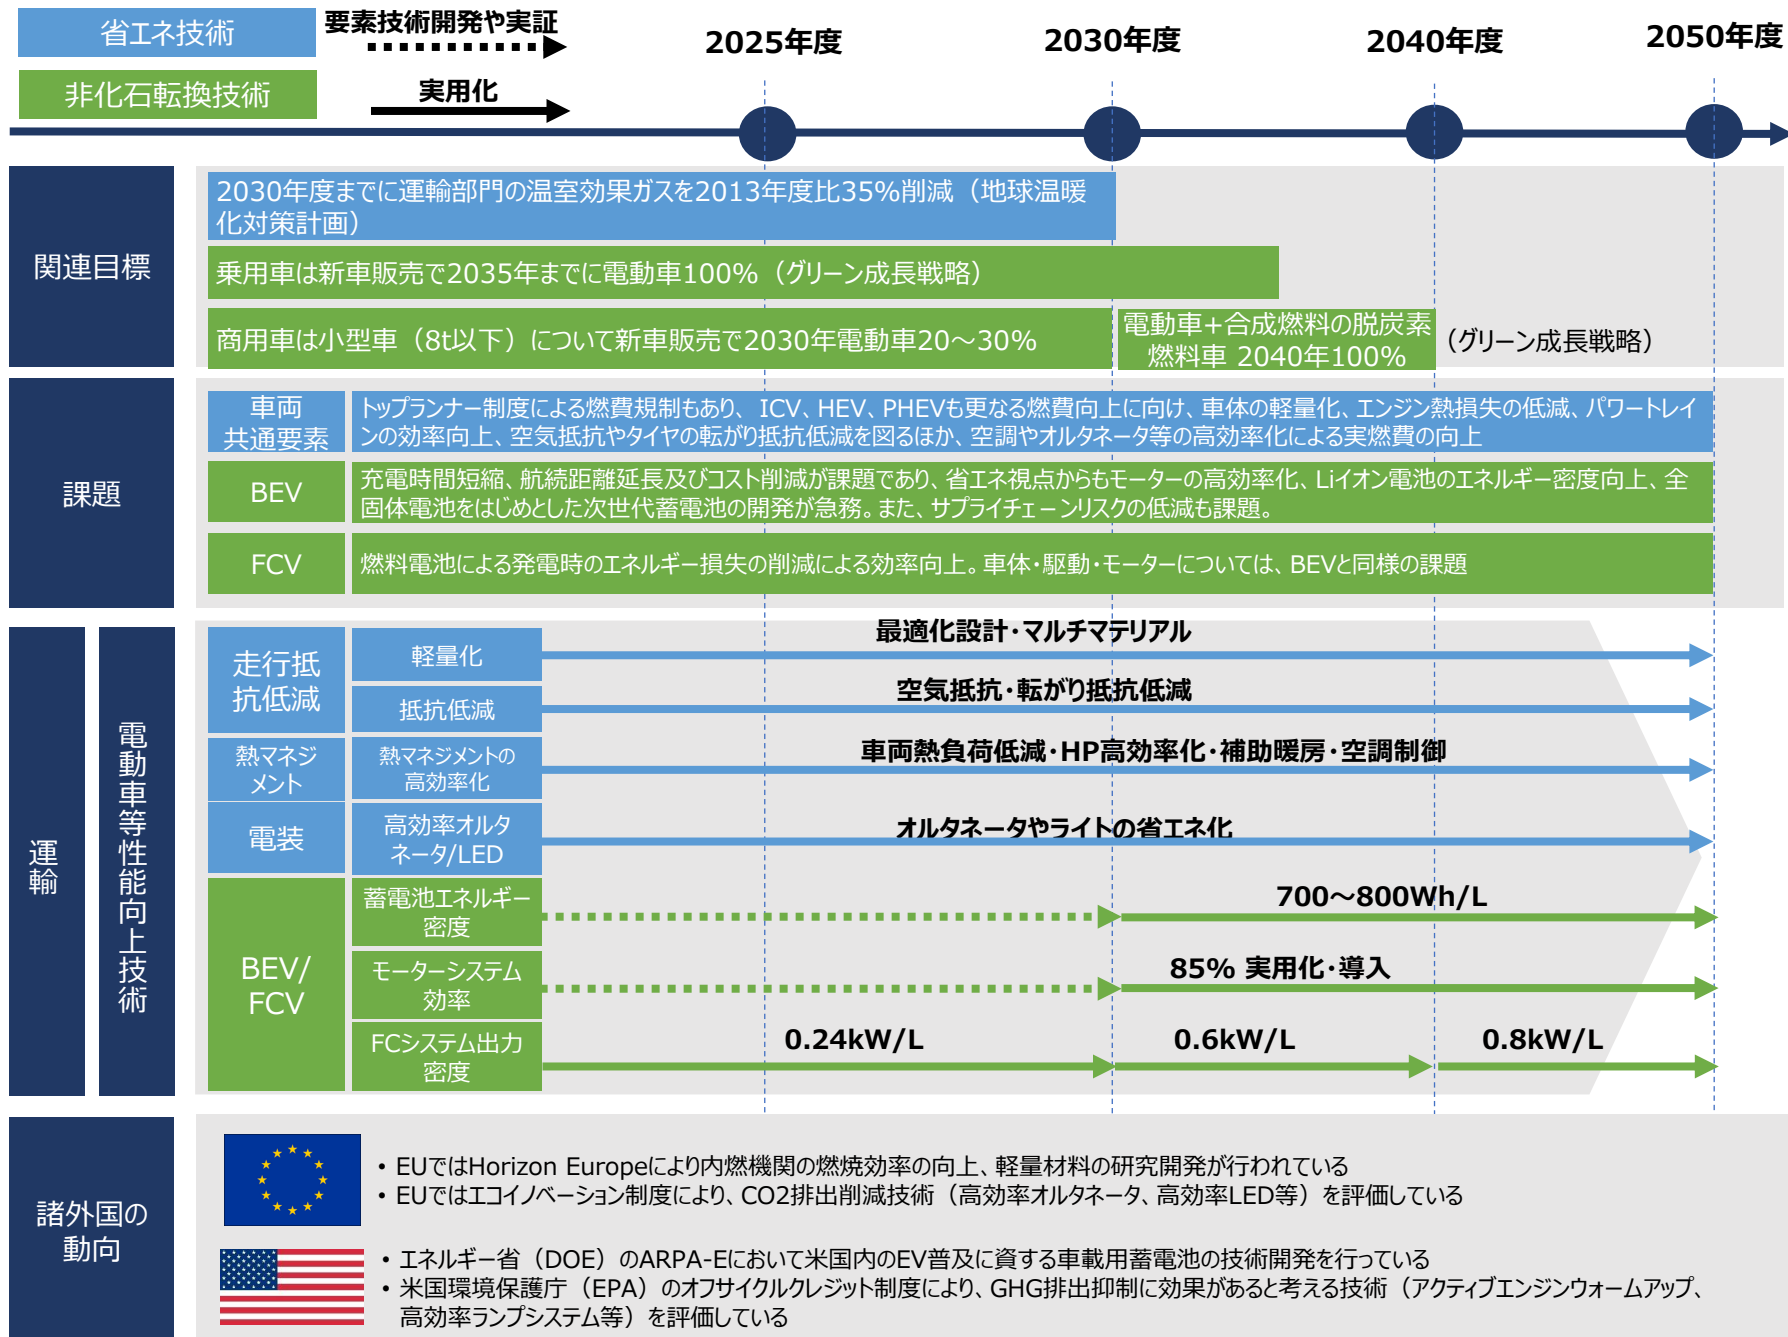 省エネ技術
要素技術開発や実証
非化石転換技術
実用化
2025年度
2030年度
2040年度
2050年度
関連目標
2030年度までに運輸部門の温室効果ガスを2013年度比35%削減（地球温暖
化対策計画）
乗用車は新車販売で2035年までに電動車100%（グリーン成長戦略）
商用車は小型車（8t以下）について新車販売で2030年電動車20～30%
電動車+合成燃料の脱炭素
燃料車 2040年100%
（グリーン成長戦略）
課題
車両
共通要素
トップランナー制度による燃費規制もあり、ICV、HEV、PHEVも更なる燃費向上に向け、車体の軽量化、エンジン熱損失の低減、パワートレイ
ンの効率向上、空気抵抗やタイヤの転がり抵抗低減を図るほか、空調やオルタネータ等の高効率化による実燃費の向上
BEV
充電時間短縮、航続距離延長及びコスト削減が課題であり、省エネ視点からもモーターの高効率化、Liイオン電池のエネルギー密度向上、全
固体電池をはじめとした次世代蓄電池の開発が急務。また、サプライチェーンリスクの低減も課題。
FCV
燃料電池による発電時のエネルギー損失の削減による効率向上。車体・駆動・モーターについては、BEVと同様の課題
運輸
電動車等性能向上技術
走行抵
抗低減
軽量化
最適化設計・マルチマテリアル
抵抗低減
空気抵抗・転がり抵抗低減
熱マネジ
メント
熱マネジメントの
高効率化
車両熱負荷低減・HP高効率化・補助暖房・空調制御
電装
高効率オルタ
ネータ/LED
オルタネータやライトの省エネ化
BEV/
FCV
蓄電池エネルギー
密度
700～800Wh/L
モーターシステム
効率
85% 実用化・導入
FCシステム出力
密度
0.24kW/L
0.6kW/L
0.8kW/L
諸外国の
動向
• EUではHorizon Europeにより内燃機関の燃焼効率の向上、軽量材料の研究開発が行われている
• EUではエコイノベーション制度により、CO2排出削減技術（高効率オルタネータ、高効率LED等）を評価している
• エネルギー省（DOE）のARPA-Eにおいて米国内のEV普及に資する車載用蓄電池の技術開発を行っている
• 米国環境保護庁（EPA）のオフサイクルクレジット制度により、GHG排出抑制に効果があると考える技術（アクティブエンジンウォームアップ、
高効率ランプシステム等）を評価している